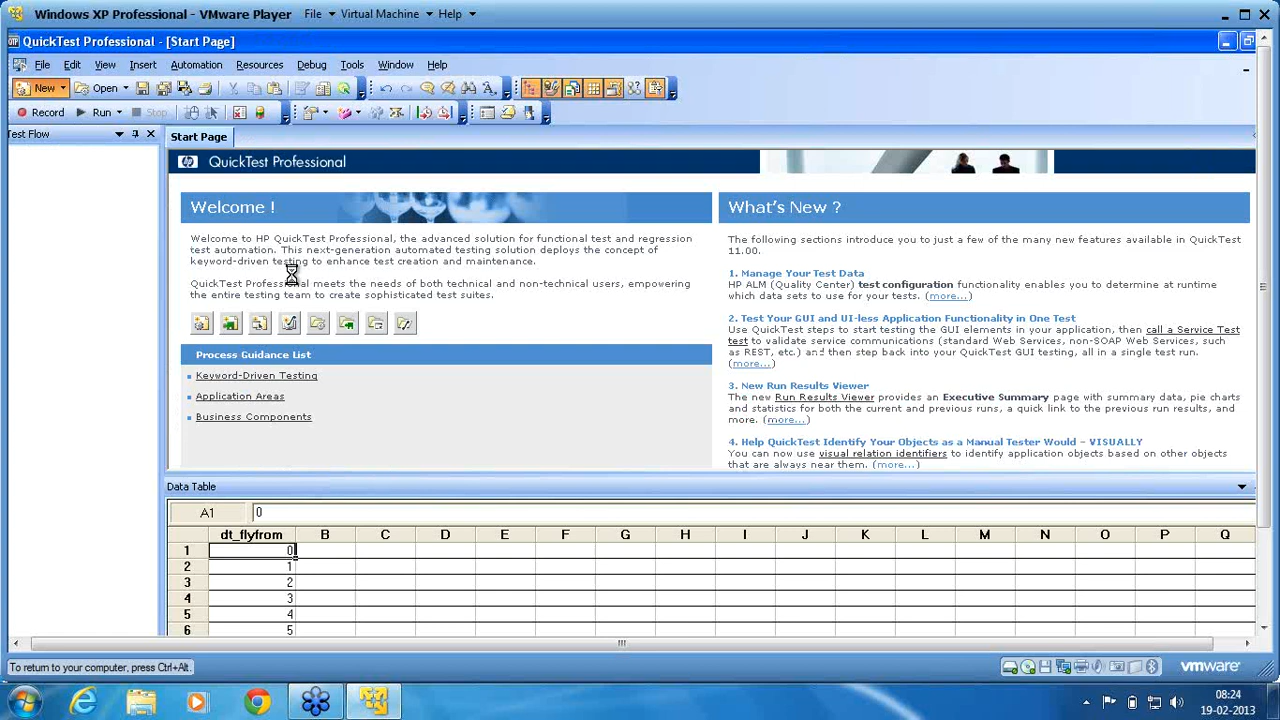 Windows XP Professional - VMware Player File Virtual Machine Help
QuickTest Professional - [Start Page]
File Edit View Insert Automation Resources Debug Tools Window Help
New Open
Record Run Stop
Test Flow
Start Page
hp QuickTest Professional
Welcome !
Welcome to HP QuickTest Professional, the advanced solution for functional test and regression
test automation. This next-generation automated testing solution deploys the concept of
keyword-driven testing to enhance test creation and maintenance.
QuickTest Professional meets the needs of both technical and non-technical users, empowering
the entire testing team to create sophisticated test suites.
Process Guidance List
Keyword-Driven Testing
Application Areas
Business Components
What's New ?
The following sections introduce you to just a few of the many new features available in QuickTest
11.00.
1. Manage Your Test Data
HP ALM (Quality Center) test configuration functionality enables you to determine at runtime
which data sets to use for your tests. (more...)
2. Test Your GUI and UI-less Application Functionality in One Test
Use QuickTest steps to start testing the GUI elements in your application, then call a Service Test
test to validate service communications (standard Web Services, non-SOAP Web Services, such
as REST, etc.) and then step back into your QuickTest GUI testing, all in a single test run.
(more...)
3. New Run Results Viewer
The new Run Results Viewer provides an Executive Summary page with summary data, pie charts
and statistics for both the current and previous runs, a quick link to the previous run results, and
more. (more...)
4. Help QuickTest Identify Your Objects as a Manual Tester Would – VISUALLY
You can now use visual relation identifiers to identify application objects based on other objects
that are always near them. (more...)
Data Table
A1 0
dt_flyfrom B C D E F G H I J K L M N O P Q
1 0
2 1
3 2
4 3
5 4
6 5
To return to your computer, press Ctrl+Alt.
vmware
08:24
19-02-2013